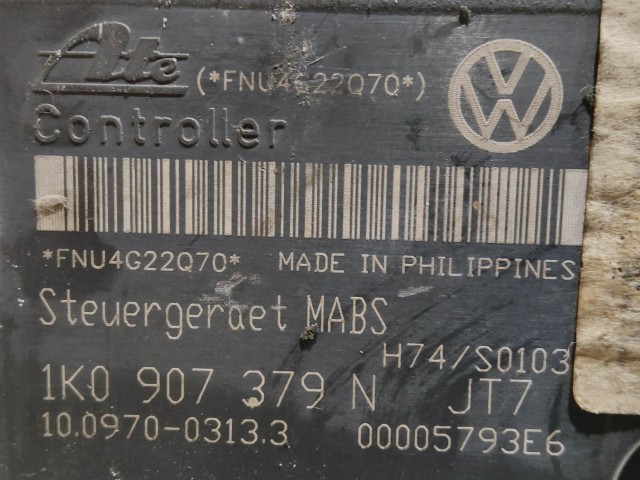 Ate (*FNU4G22Q7Q*)
Controller
*FNU4G22Q70* MADE IN PHILIPPINES
Steuergeraet MABS
H74/S0103
1K0 907 379 N JT7
10.0970-0313.3 00005793E6